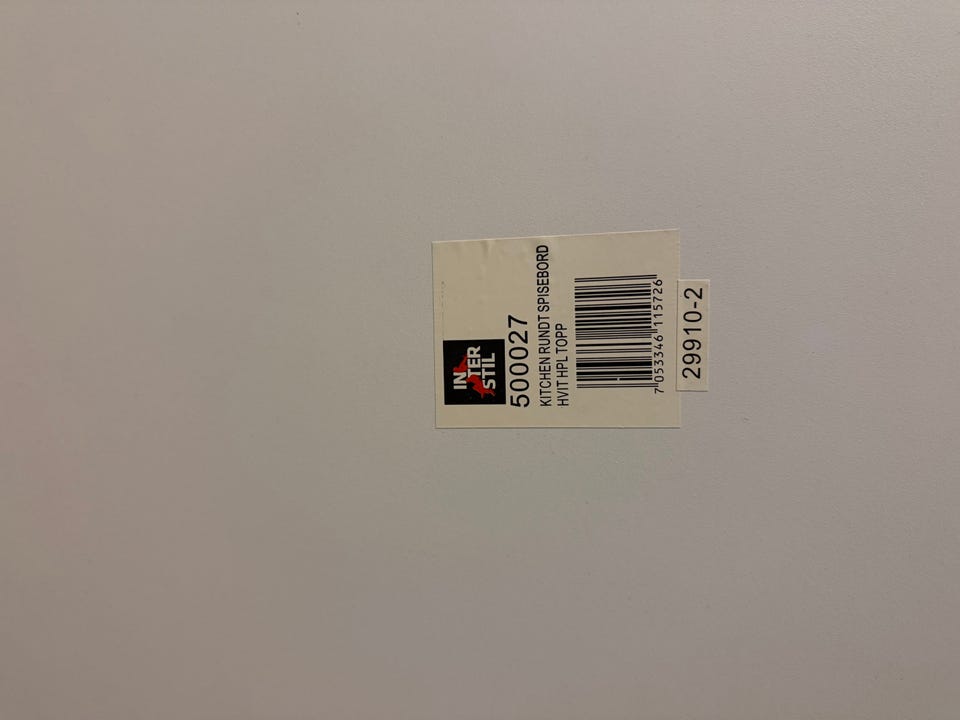 IN
TER
STIL
500027
KITCHEN RUNDT SPISEBORD
HVIT HPL TOPP
7 053346 115726
29910-2